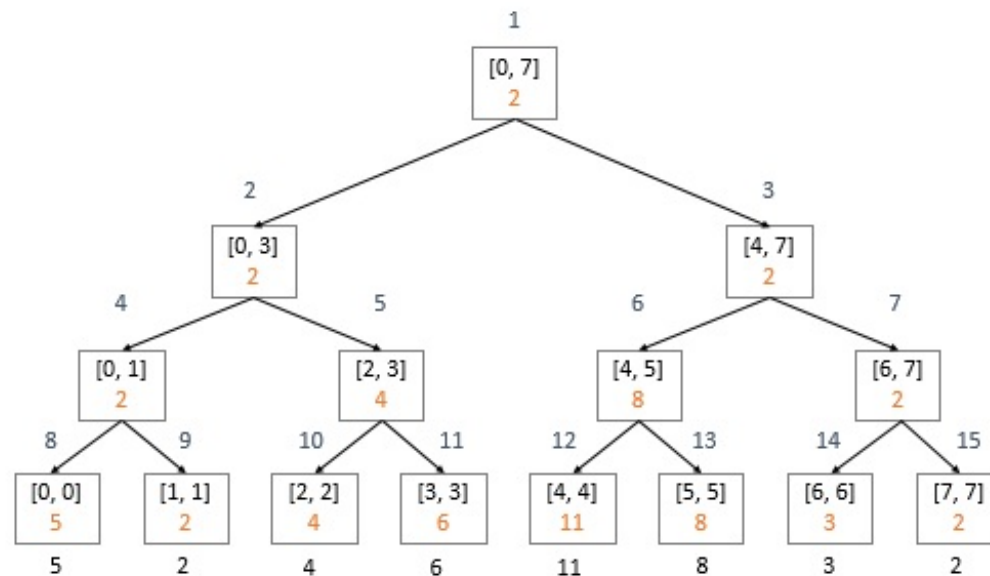 1
[0, 7]
2
2 3
[0, 3] [4, 7]
2 2
4 5 6 7
[0, 1] [2, 3] [4, 5] [6, 7]
2 4 8 2
8 9 10 11 12 13 14 15
[0, 0] [1, 1] [2, 2] [3, 3] [4, 4] [5, 5] [6, 6] [7, 7]
5 2 4 6 11 8 3 2
5 2 4 6 11 8 3 2